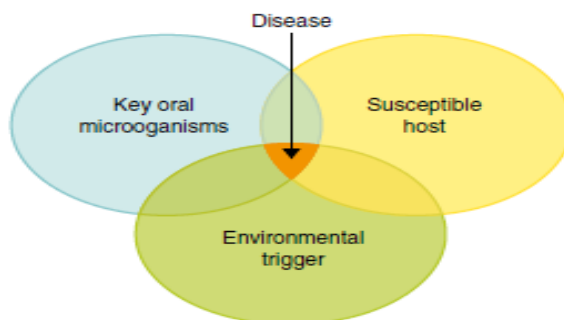 Disease
Key oral
microoganisms
Susceptible
host
Environmental
trigger